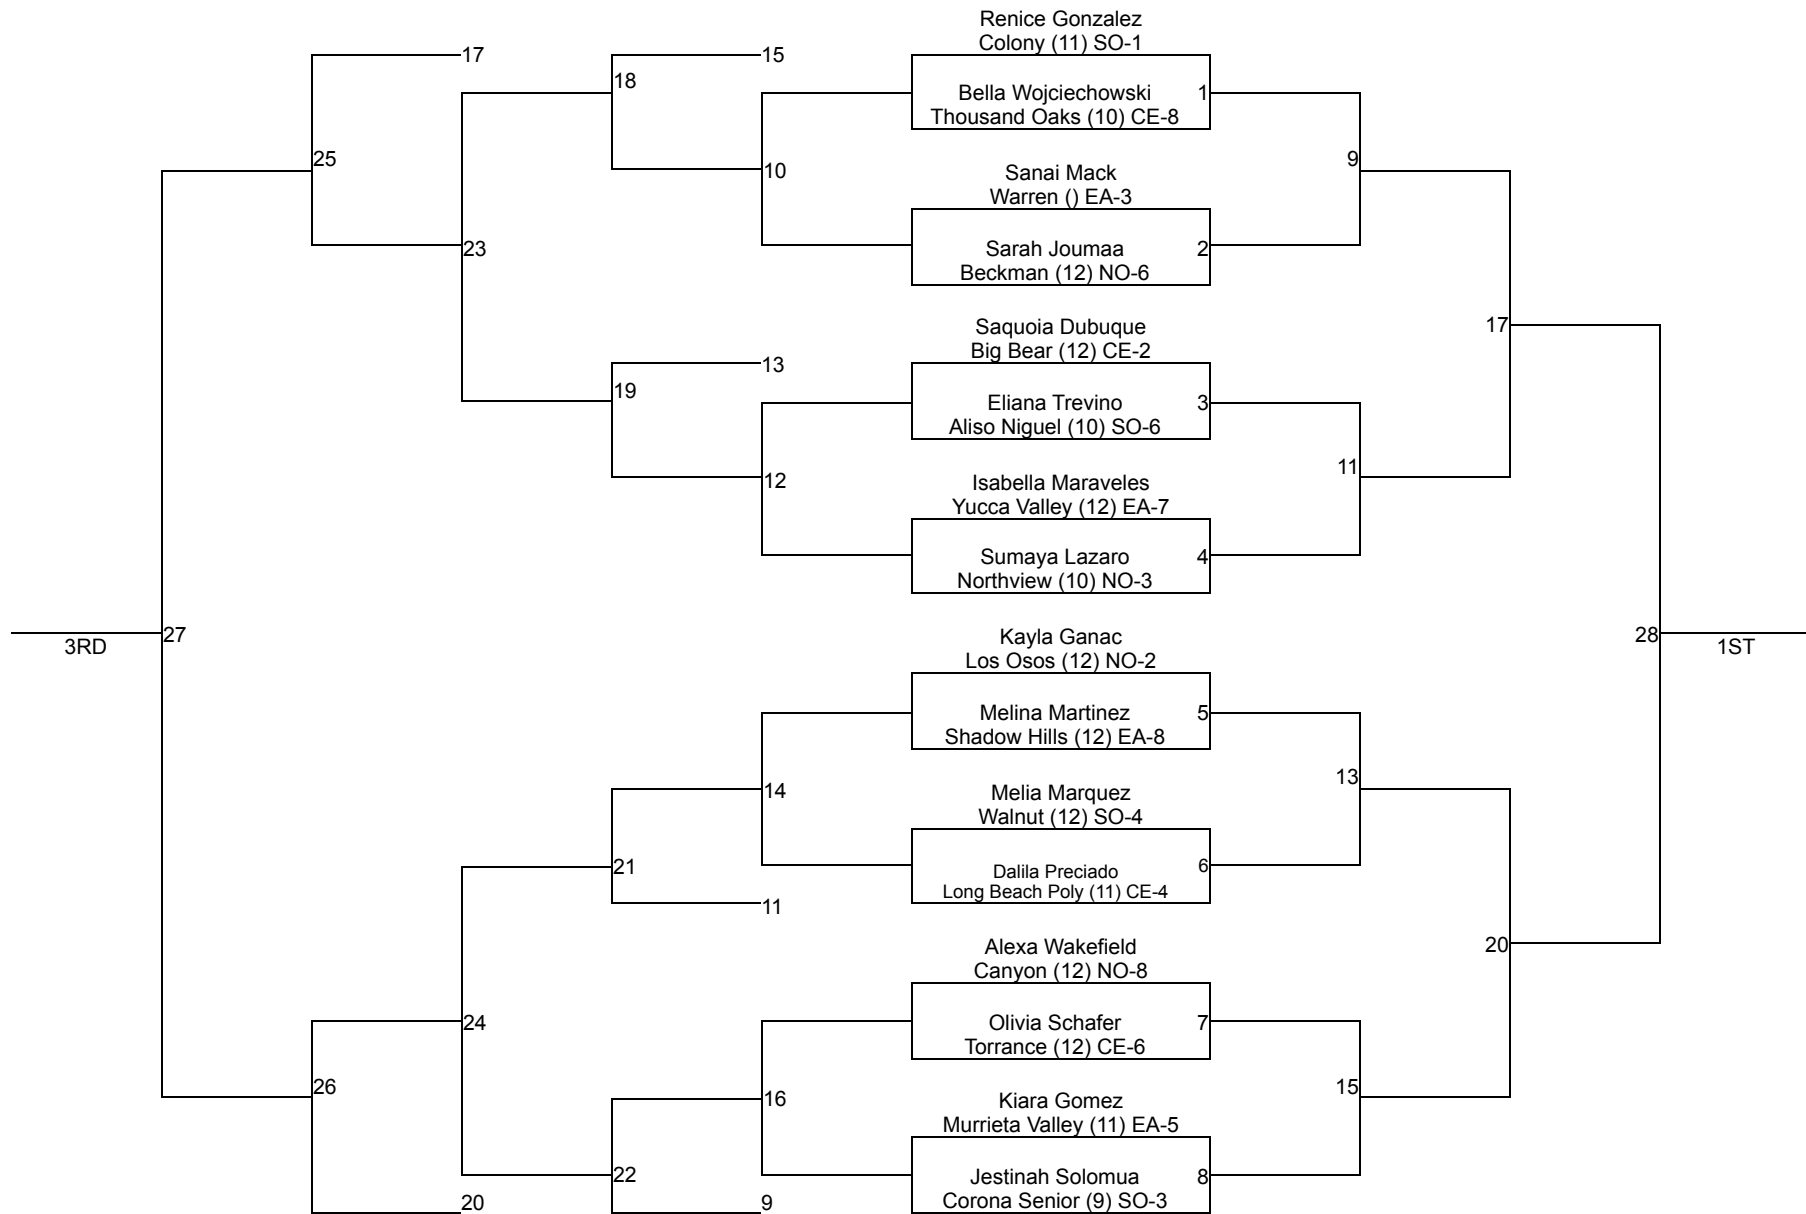 Renice Gonzalez
Colony (11) SO-1
17
15
18
Bella Wojciechowski
1
Thousand Oaks (10) CE-8
25
9
10
Sanai Mack
Warren () EA-3
23
Sarah Joumaa
2
Beckman (12) NO-6
17
Saquoia Dubuque
Big Bear (12) CE-2
13
19
Eliana Trevino
3
Aliso Niguel (10) SO-6
11
12
Isabella Maraveles
Yucca Valley (12) EA-7
Sumaya Lazaro
4
Northview (10) NO-3
27
3RD
28
1ST
Kayla Ganac
Los Osos (12) NO-2
Melina Martinez
5
Shadow Hills (12) EA-8
13
14
Melia Marquez
Walnut (12) SO-4
21
Dalila Preciado
6
Long Beach Poly (11) CE-4
11
20
Alexa Wakefield
Canyon (12) NO-8
24
Olivia Schafer
7
Torrance (12) CE-6
26
15
16
Kiara Gomez
Murrieta Valley (11) EA-5
22
Jestinah Solomua
8
Corona Senior (9) SO-3
20
9